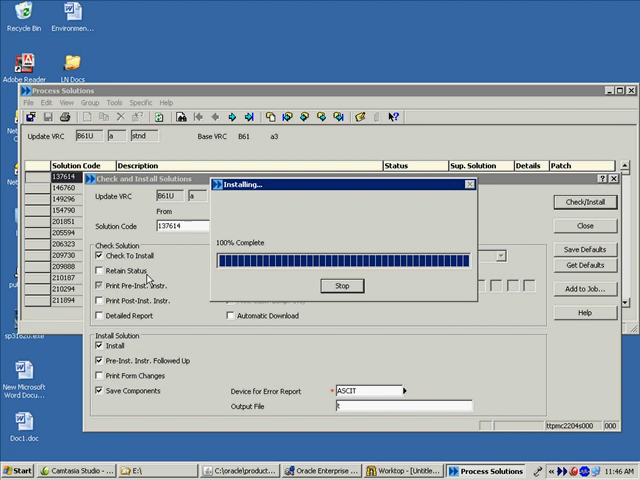 Recycle Bin
Environmen...
Adobe Reader
LN Docs
Process Solutions
File Edit View Group Tools Specific Help
Update VRC B61U a stnd Base VRC B61 a3
Solution Code Description Status Sup. Solution Details Patch
137614
146760
149296
154790
201851
205594
206323
209730
209888
210187
210294
211894
Check and Install Solutions
Update VRC B61U a
From
Solution Code 137614
Check Solution
Check To Install
Retain Status
Print Pre-Inst. Instr.
Print Post-Inst. Instr.
Detailed Report
Automatic Download
Install Solution
Install
Pre-Inst. Instr. Followed Up
Print Form Changes
Save Components
Device for Error Report * ASCIT
Output File t
Check/Install
Close
Save Defaults
Get Defaults
Add to Job...
Help
ttpmc2204s000 000
Installing...
100% Complete
Stop
sp31620.exe
New Microsoft
Word Docu...
Doc1.doc
Start
Camtasia Studio - ...
E:\
C:\oracle\product...
Oracle Enterprise ...
Worktop - [Untitle...
Process Solutions
11:46 AM